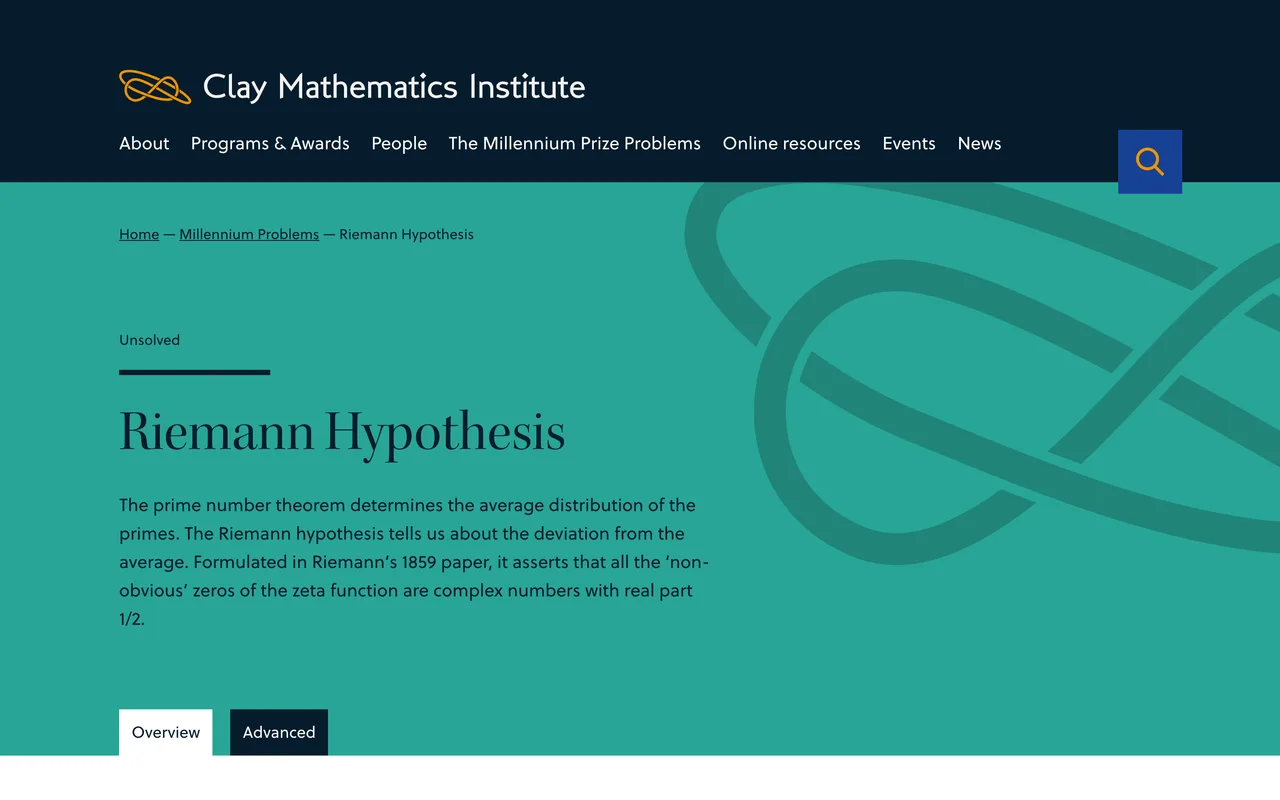 Clay Mathematics Institute
About Programs & Awards People The Millennium Prize Problems Online resources Events News
Home — Millennium Problems — Riemann Hypothesis
Unsolved
Riemann Hypothesis
The prime number theorem determines the average distribution of the
primes. The Riemann hypothesis tells us about the deviation from the
average. Formulated in Riemann’s 1859 paper, it asserts that all the ‘non-
obvious’ zeros of the zeta function are complex numbers with real part
1/2.
Overview Advanced